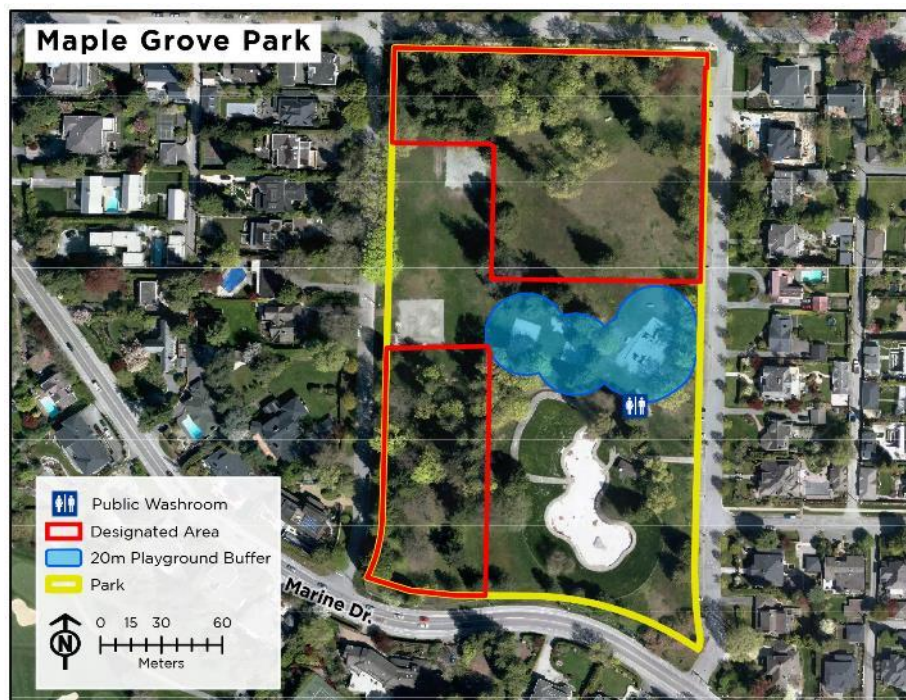 Maple Grove Park
Public Washroom
Designated Area
20m Playground Buffer
Park
N
0 15 30 60
Meters
Marine Dr.